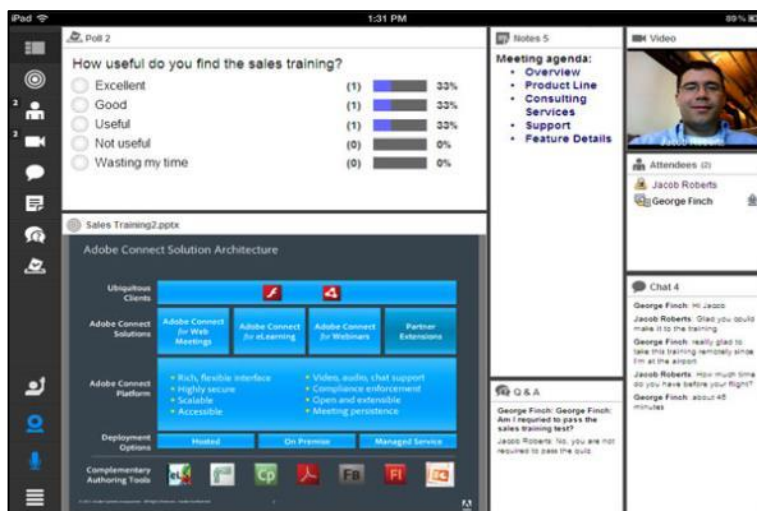 iPad
1:31 PM
89%
Poll 2
How useful do you find the sales training?
Excellent (1) 33%
Good (1) 33%
Useful (1) 33%
Not useful (0) 0%
Wasting my time (0) 0%
Notes 5
Meeting agenda:
• Overview
• Product Line
• Consulting
Services
• Support
• Feature Details
Video
Jacob Roberts
Attendees (2)
Jacob Roberts
George Finch
2
2
Sales Training2.pptx
Adobe Connect Solution Architecture
Ubiquitous
Clients
Adobe Connect
Solutions
Adobe Connect
for Web
Meetings
Adobe Connect
for eLearning
Adobe Connect
for Webinars
Partner
Extensions
Adobe Connect
Platform
• Rich, flexible interface
• Highly secure
• Scalable
• Accessible
• Video, audio, chat support
• Compliance enforcement
• Open and extensible
• Meeting persistence
Deployment
Options
Hosted
On Premise
Managed Service
Complementary
Authoring Tools
eL
Cp
FB
Fl
Q & A
George Finch: George Finch:
Am I requried to pass the
sales training test?
Jacob Roberts: No, you are not
required to pass the quiz.
Chat 4
George Finch: Hi Jacob
Jacob Roberts: Glad you could
make it to the training
George Finch: really glad to
take this training remotely since
I'm at the airport
Jacob Roberts: How much time
do you have before your flight?
George Finch: about 45
minutes